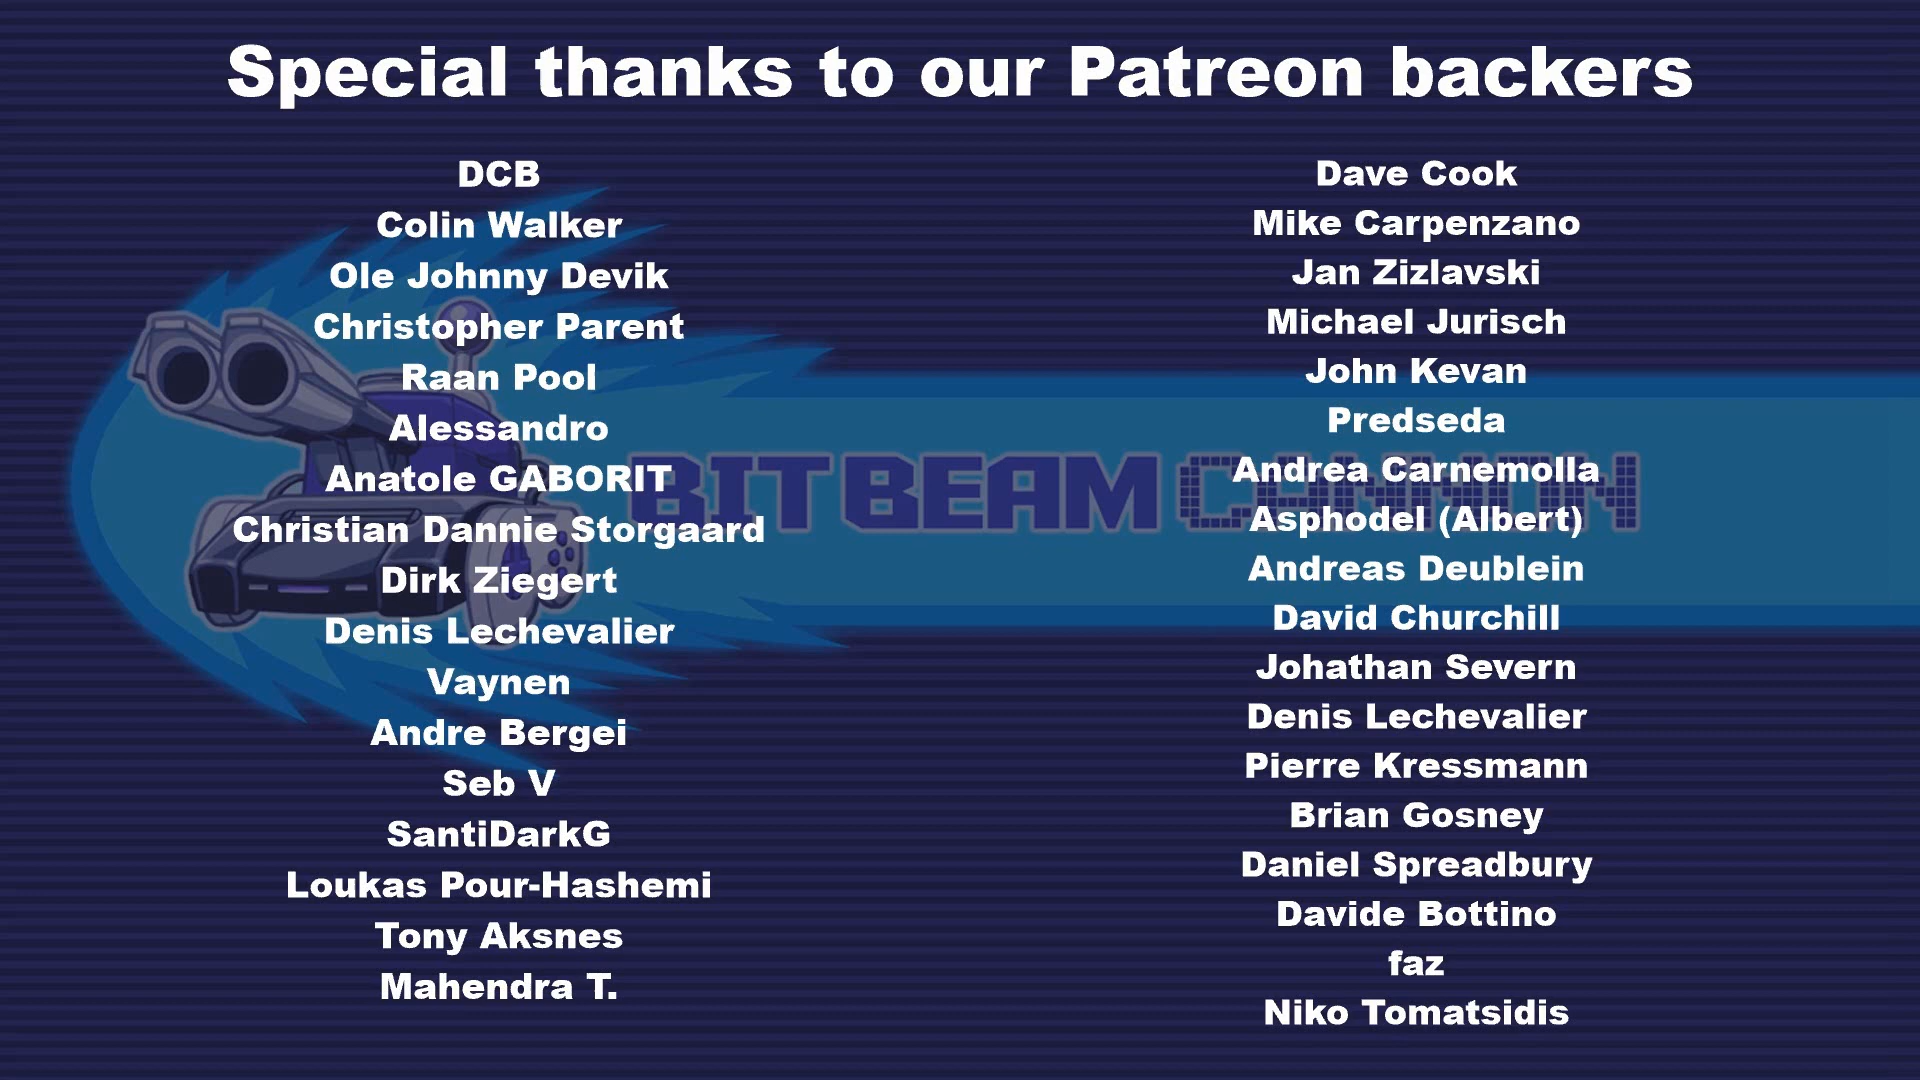 Special thanks to our Patreon backers
DCB
Colin Walker
Ole Johnny Devik
Christopher Parent
Raan Pool
Alessandro
Anatole GABORIT
Christian Dannie Storgaard
Dirk Ziegert
Denis Lechevalier
Vaynen
Andre Bergei
Seb V
SantiDarkG
Loukas Pour-Hashemi
Tony Aksnes
Mahendra T.
Dave Cook
Mike Carpenzano
Jan Zizlavski
Michael Jurisch
John Kevan
Predseda
Andrea Carnemolla
Asphodel (Albert)
Andreas Deublein
David Churchill
Johathan Severn
Denis Lechevalier
Pierre Kressmann
Brian Gosney
Daniel Spreadbury
Davide Bottino
faz
Niko Tomatsidis
BIT BEAM CANNON